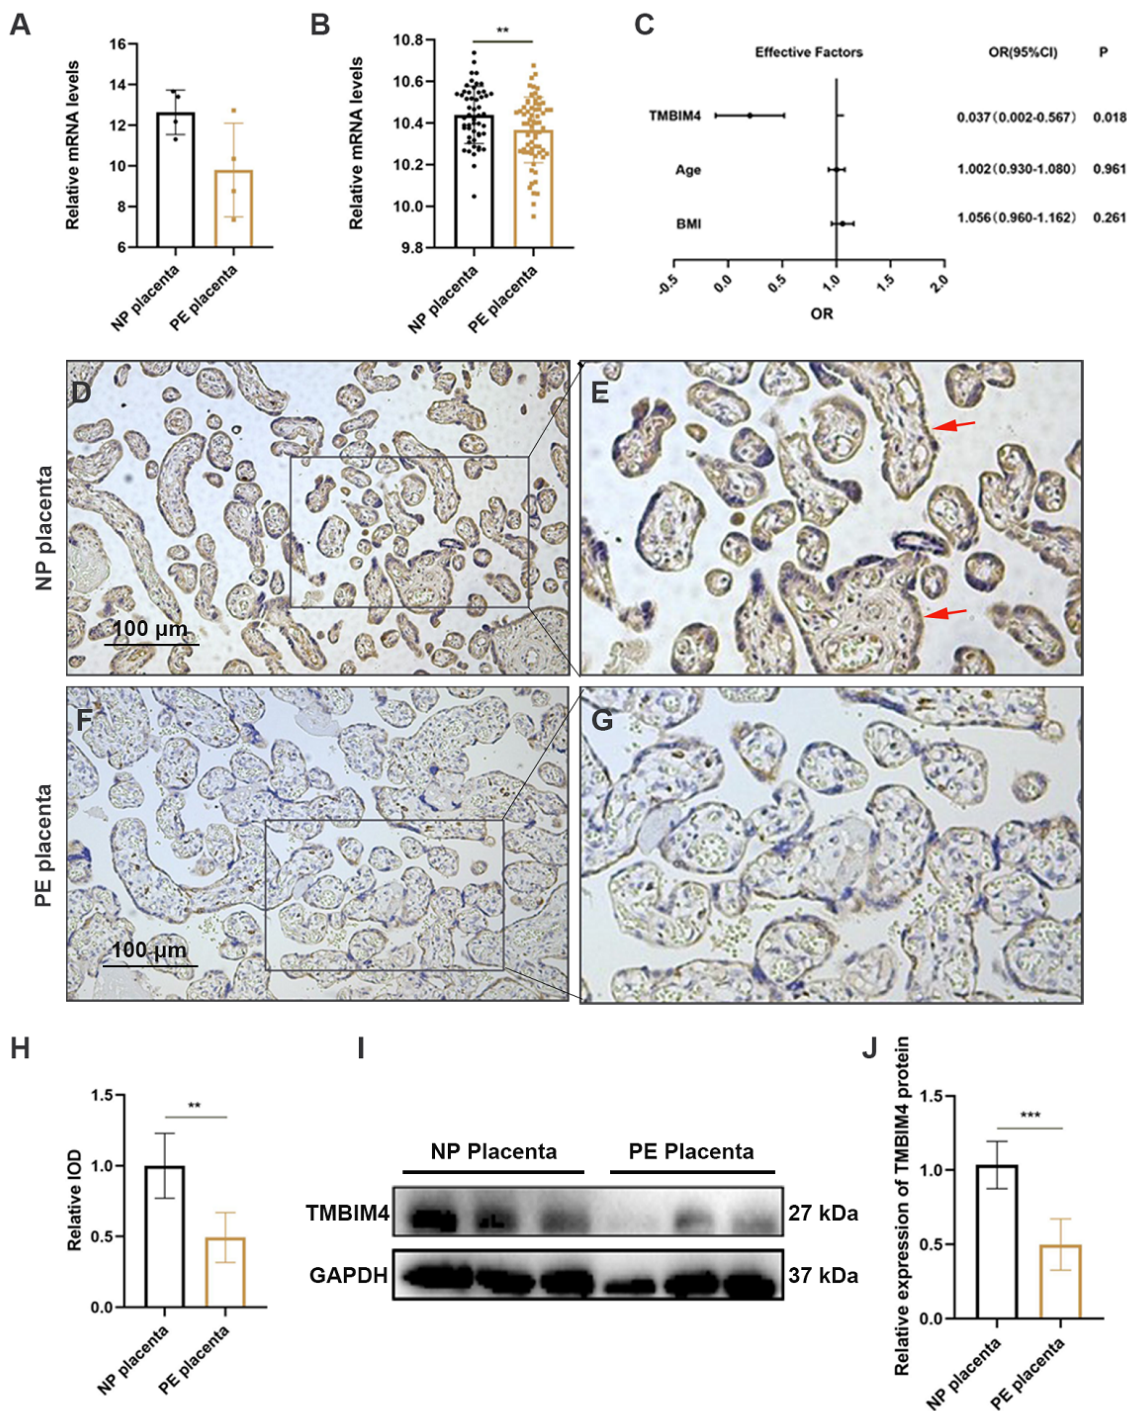 A
Relative mRNA levels
16
14
12
10
8
6
NP placenta
PE placenta
B
Relative mRNA levels
10.8
10.6
10.4
10.2
10.0
9.8
**
NP placenta
PE placenta
C
Effective Factors OR(95%CI) P
TMBIM4 0.037(0.002-0.567) 0.018
Age 1.002(0.930-1.080) 0.961
BMI 1.056(0.960-1.162) 0.261
-0.5 0.0 0.5 1.0 1.5 2.0
OR
NP placenta
D
100 μm
E
PE placenta
F
100 μm
G
H
Relative IOD
1.5
1.0
0.5
0.0
**
NP placenta
PE placenta
I
NP Placenta PE Placenta
TMBIM4 27 kDa
GAPDH 37 kDa
J
Relative expression of TMBIM4 protein
1.5
1.0
0.5
0.0
***
NP placenta
PE placenta